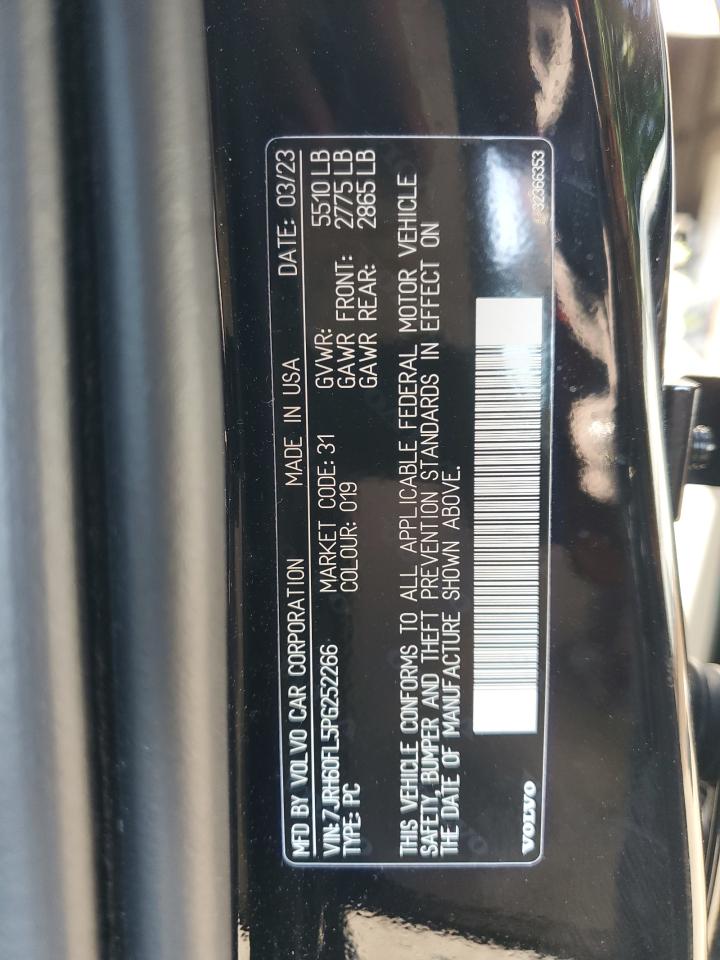 MFD BY VOLVO CAR CORPORATION MADE IN USA DATE: 03/23
VIN: 7JRH60FL5PG252266 MARKET CODE: 31 GVWR: 5510 LB
TYPE: PC COLOUR: 019 GAWR FRONT: 2775 LB
GAWR REAR: 2865 LB
THIS VEHICLE CONFORMS TO ALL APPLICABLE FEDERAL MOTOR VEHICLE
SAFETY, BUMPER AND THEFT PREVENTION STANDARDS IN EFFECT ON
THE DATE OF MANUFACTURE SHOWN ABOVE.
VOLVO 32366353